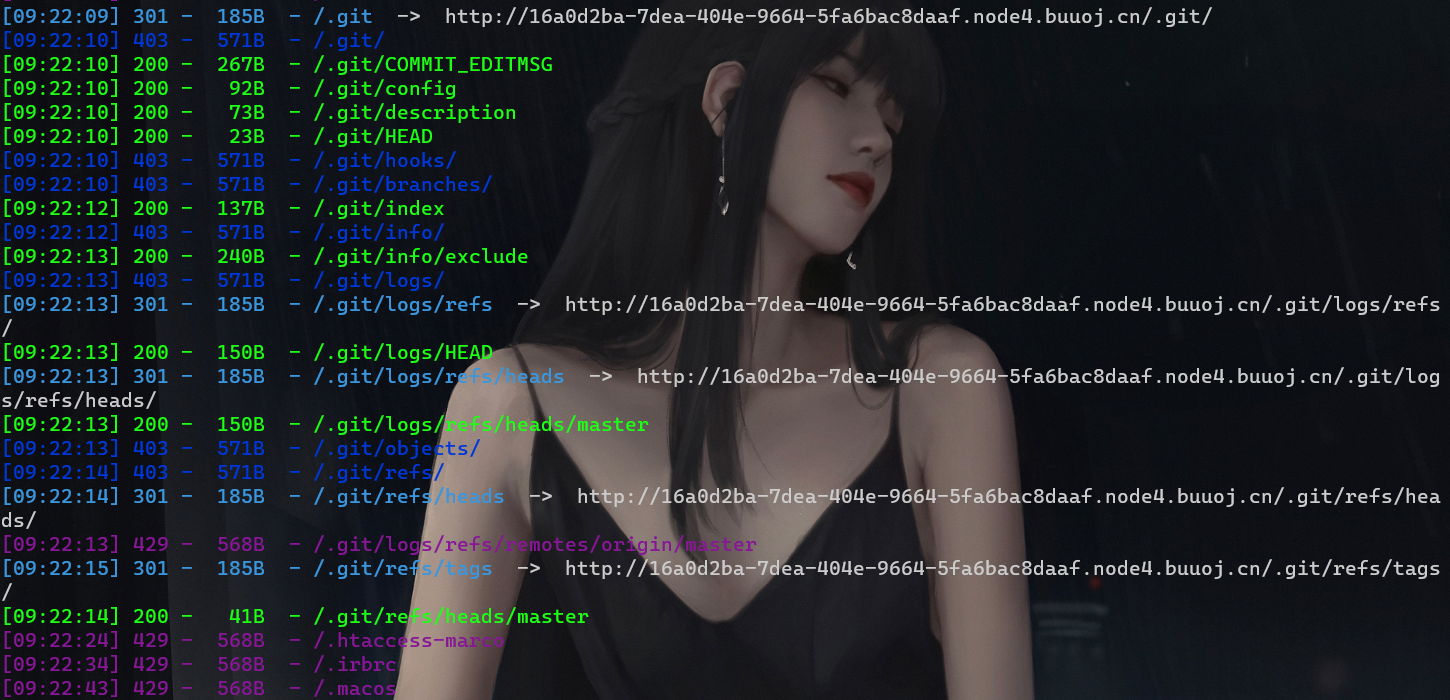 [09:22:09] 301 -  185B  - /.git  ->  http://16a0d2ba-7dea-404e-9664-5fa6bac8daaf.node4.buuoj.cn/.git/
[09:22:10] 403 -  571B  - /.git/
[09:22:10] 200 -  267B  - /.git/COMMIT_EDITMSG
[09:22:10] 200 -   92B  - /.git/config
[09:22:10] 200 -   73B  - /.git/description
[09:22:10] 200 -   23B  - /.git/HEAD
[09:22:10] 403 -  571B  - /.git/hooks/
[09:22:10] 403 -  571B  - /.git/branches/
[09:22:12] 200 -  137B  - /.git/index
[09:22:12] 403 -  571B  - /.git/info/
[09:22:13] 200 -  240B  - /.git/info/exclude
[09:22:13] 403 -  571B  - /.git/logs/
[09:22:13] 301 -  185B  - /.git/logs/refs  ->  http://16a0d2ba-7dea-404e-9664-5fa6bac8daaf.node4.buuoj.cn/.git/logs/refs
/
[09:22:13] 200 -  150B  - /.git/logs/HEAD
[09:22:13] 301 -  185B  - /.git/logs/refs/heads  ->  http://16a0d2ba-7dea-404e-9664-5fa6bac8daaf.node4.buuoj.cn/.git/log
s/refs/heads/
[09:22:13] 200 -  150B  - /.git/logs/refs/heads/master
[09:22:13] 403 -  571B  - /.git/objects/
[09:22:14] 403 -  571B  - /.git/refs/
[09:22:14] 301 -  185B  - /.git/refs/heads  ->  http://16a0d2ba-7dea-404e-9664-5fa6bac8daaf.node4.buuoj.cn/.git/refs/hea
ds/
[09:22:13] 429 -  568B  - /.git/logs/refs/remotes/origin/master
[09:22:15] 301 -  185B  - /.git/refs/tags  ->  http://16a0d2ba-7dea-404e-9664-5fa6bac8daaf.node4.buuoj.cn/.git/refs/tags
/
[09:22:14] 200 -   41B  - /.git/refs/heads/master
[09:22:24] 429 -  568B  - /.htaccess-marco
[09:22:34] 429 -  568B  - /.irbrc
[09:22:43] 429 -  568B  - /.macos